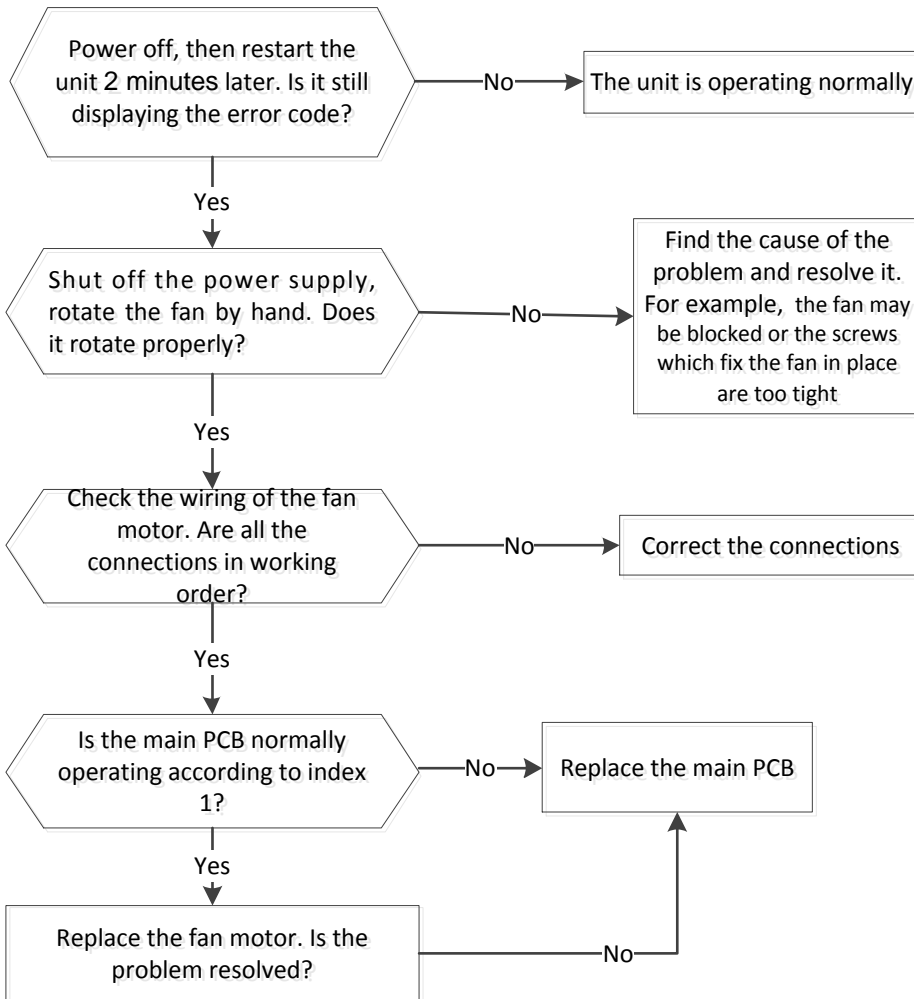 Power off, then restart the
unit 2 minutes later. Is it still
displaying the error code?
No
The unit is operating normally
Yes
Shut off the power supply,
rotate the fan by hand. Does
it rotate properly?
No
Find the cause of the
problem and resolve it.
For example, the fan may
be blocked or the screws
which fix the fan in place
are too tight
Yes
Check the wiring of the fan
motor. Are all the
connections in working
order?
No
Correct the connections
Yes
Is the main PCB normally
operating according to index
1?
No
Replace the main PCB
Yes
Replace the fan motor. Is the
problem resolved?
No